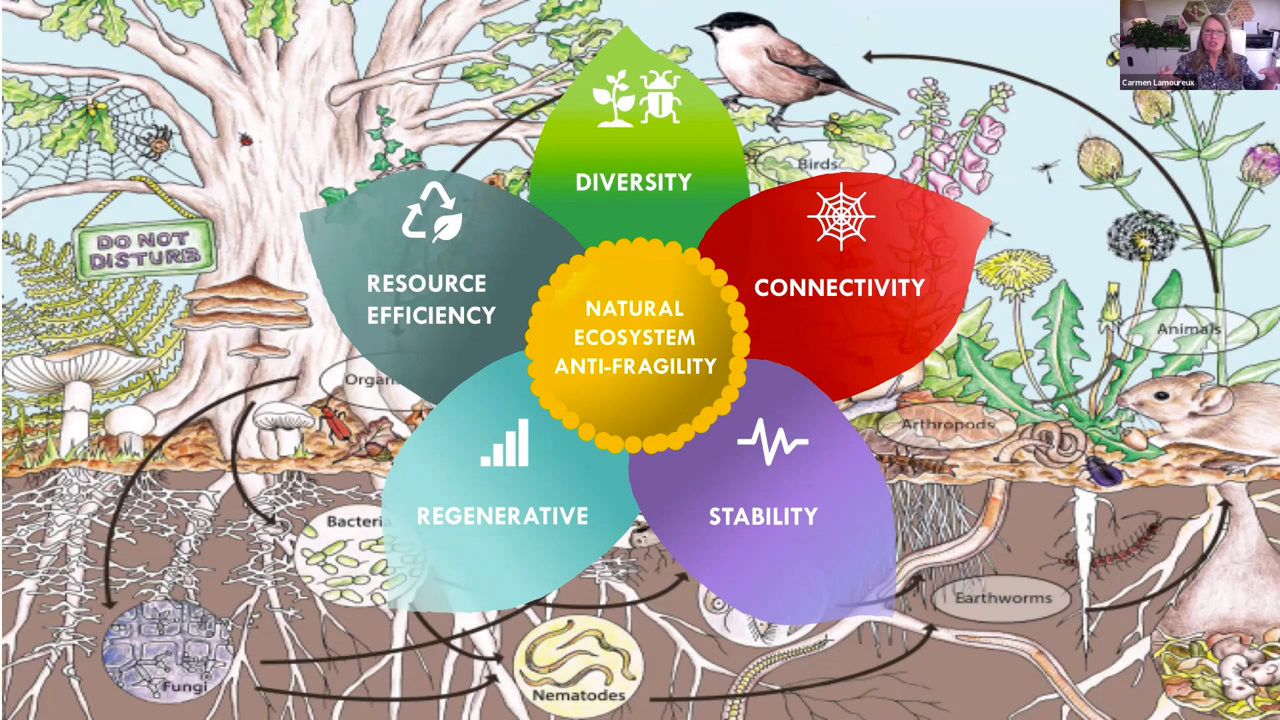 Carmen Lamoureux
DIVERSITY
Birds
DO NOT
DISTURB
RESOURCE
EFFICIENCY
CONNECTIVITY
NATURAL
ECOSYSTEM
ANTI-FRAGILITY
Animals
Arthropods
REGENERATIVE
STABILITY
Bacteri
Earthworms
Fungi
Nematodes